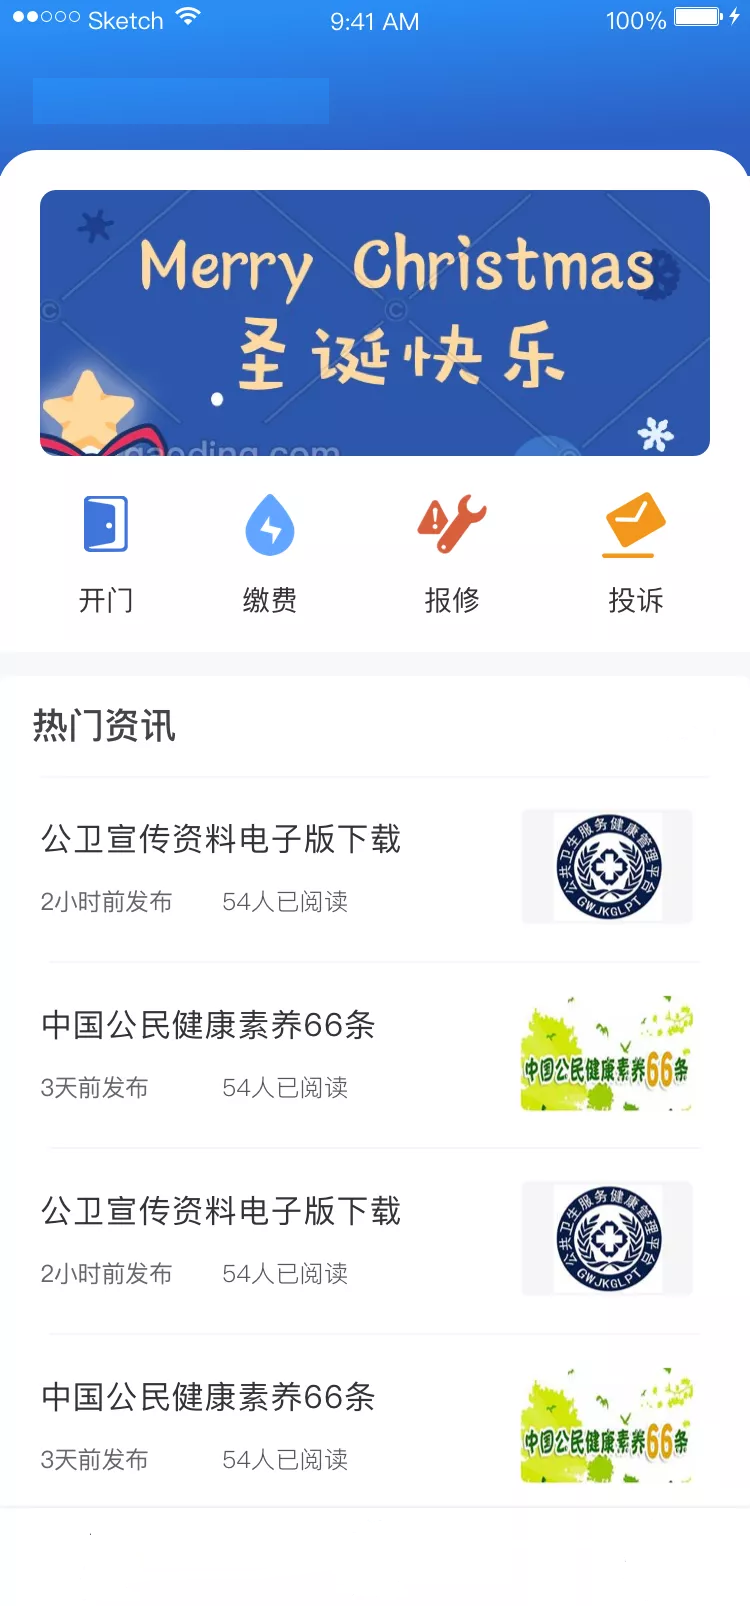 Sketch 9:41 AM 100%
Merry Christmas
圣诞快乐
gaoding.com
开门 缴费 报修 投诉
热门资讯
公卫宣传资料电子版下载
2小时前发布 54人已阅读
公共卫生服务健康管理平台
GWJKGLPT
中国公民健康素养66条
3天前发布 54人已阅读
中国公民健康素养66条
公卫宣传资料电子版下载
2小时前发布 54人已阅读
公共卫生服务健康管理平台
GWJKGLPT
中国公民健康素养66条
3天前发布 54人已阅读
中国公民健康素养66条